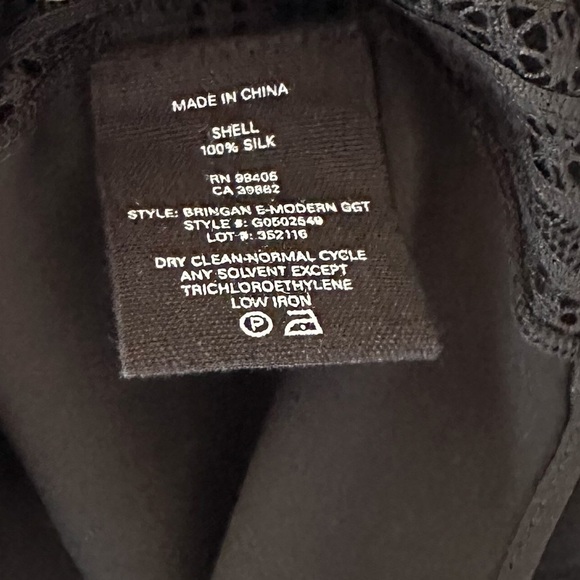 MADE IN CHINA
SHELL
100% SILK
RN 98405
CA 39882
STYLE: BRINGAN E-MODERN GGT
STYLE #: G0502549
LOT #: 352116
DRY CLEAN-NORMAL CYCLE
ANY SOLVENT EXCEPT
TRICHLOROETHYLENE
LOW IRON
P